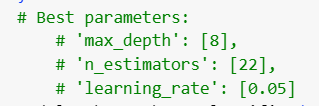 # Best parameters:
# 'max_depth': [8],
# 'n_estimators': [22],
# 'learning_rate': [0.05]